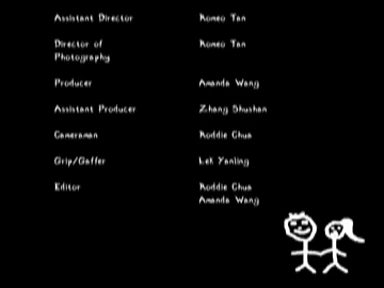 Assistant Director Romeo Tan
Director of Romeo Tan
Photography
Producer Amanda Wang
Assistant Producer Zhang Shushan
Cameraman Roddie Chua
Grip/Gaffer Lek Yanling
Editor Roddie Chua
Amanda Wang